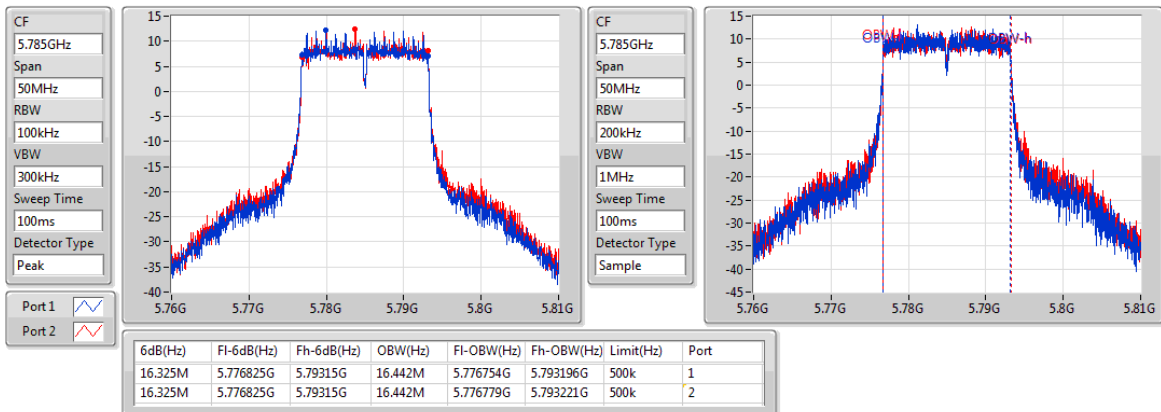 CF
5.785GHz
Span
50MHz
RBW
100kHz
VBW
300kHz
Sweep Time
100ms
Detector Type
Peak
Port 1
Port 2
15
10
5
0
-5
-10
-15
-20
-25
-30
-35
-40
5.76G 5.77G 5.78G 5.79G 5.8G 5.81G
CF
5.785GHz
Span
50MHz
RBW
200kHz
VBW
1MHz
Sweep Time
100ms
Detector Type
Sample
15
10
5
0
-5
-10
-15
-20
-25
-30
-35
-40
-45
5.76G 5.77G 5.78G 5.79G 5.8G 5.81G
OBW-h
6dB(Hz) Fl-6dB(Hz) Fh-6dB(Hz) OBW(Hz) Fl-OBW(Hz) Fh-OBW(Hz) Limit(Hz) Port
16.325M 5.776825G 5.79315G 16.442M 5.776754G 5.793196G 500k 1
16.325M 5.776825G 5.79315G 16.442M 5.776779G 5.793221G 500k 2